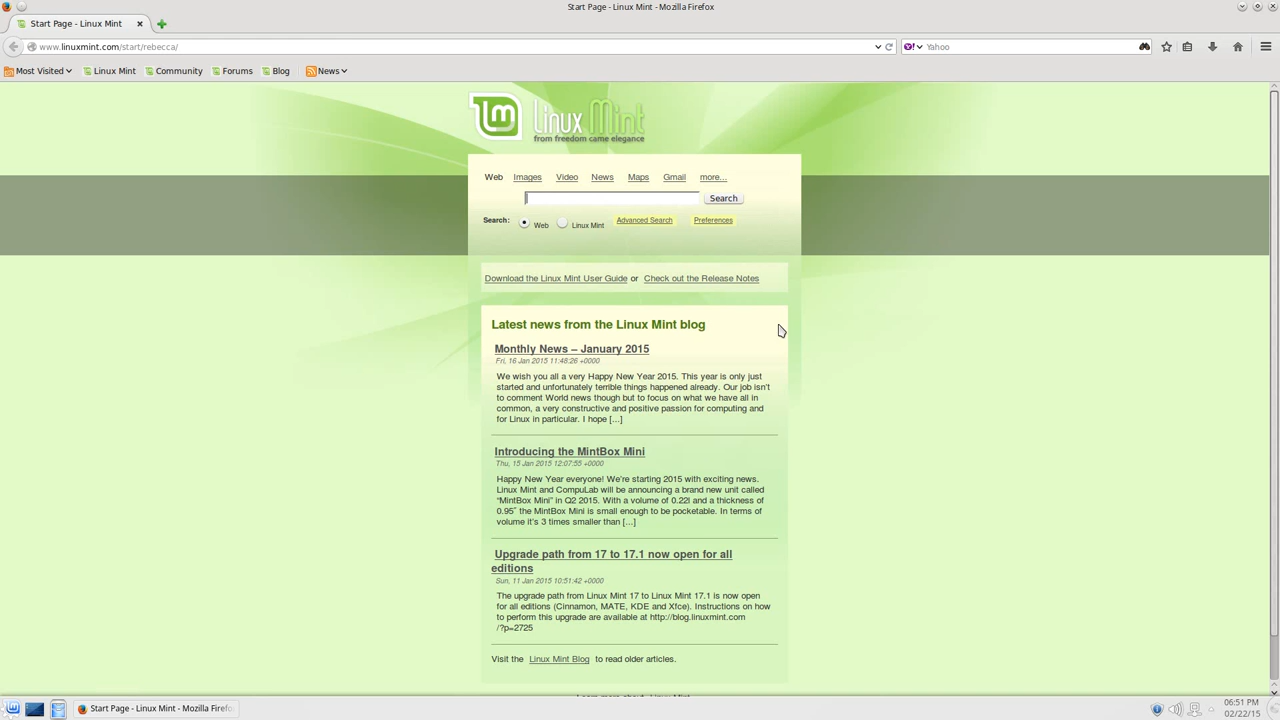 Start Page - Linux Mint - Mozilla Firefox
Start Page - Linux Mint
www.linuxmint.com/start/rebecca/
Yahoo
Most Visited Linux Mint Community Forums Blog News
Linux Mint
from freedom came elegance
Web Images Video News Maps Gmail more...
Search
Search: Web Linux Mint Advanced Search Preferences
Download the Linux Mint User Guide or Check out the Release Notes
Latest news from the Linux Mint blog
Monthly News – January 2015
Fri, 16 Jan 2015 11:48:26 +0000
We wish you all a very Happy New Year 2015. This year is only just
started and unfortunately terrible things happened already. Our job isn't
to comment World news though but to focus on what we have all in
common, a very constructive and positive passion for computing and
for Linux in particular. I hope [...]
Introducing the MintBox Mini
Thu, 15 Jan 2015 12:07:55 +0000
Happy New Year everyone! We're starting 2015 with exciting news.
Linux Mint and CompuLab will be announcing a brand new unit called
“MintBox Mini” in Q2 2015. With a volume of 0.22l and a thickness of
0.95″ the MintBox Mini is small enough to be pocketable. In terms of
volume it's 3 times smaller than [...]
Upgrade path from 17 to 17.1 now open for all
editions
Sun, 11 Jan 2015 10:51:42 +0000
The upgrade path from Linux Mint 17 to Linux Mint 17.1 is now open
for all editions (Cinnamon, MATE, KDE and Xfce). Instructions on how
to perform this upgrade are available at http://blog.linuxmint.com
/?p=2725
Visit the Linux Mint Blog to read older articles.
Learn more about Linux Mint
Start Page - Linux Mint - Mozilla Firefo
06:51 PM
02/22/15